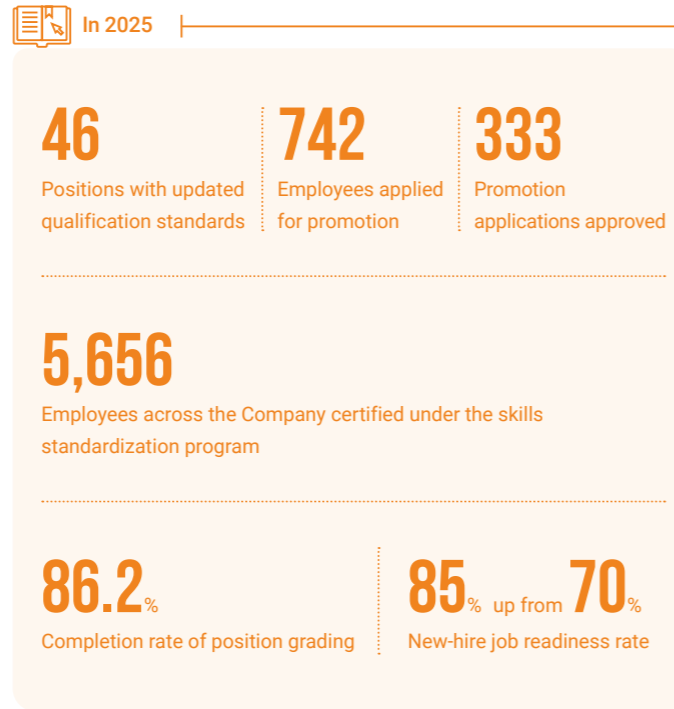 In 2025
46
Positions with updated
qualification standards
742
Employees applied
for promotion
333
Promotion
applications approved
5,656
Employees across the Company certified under the skills
standardization program
86.2%
Completion rate of position grading
85% up from 70%
New-hire job readiness rate